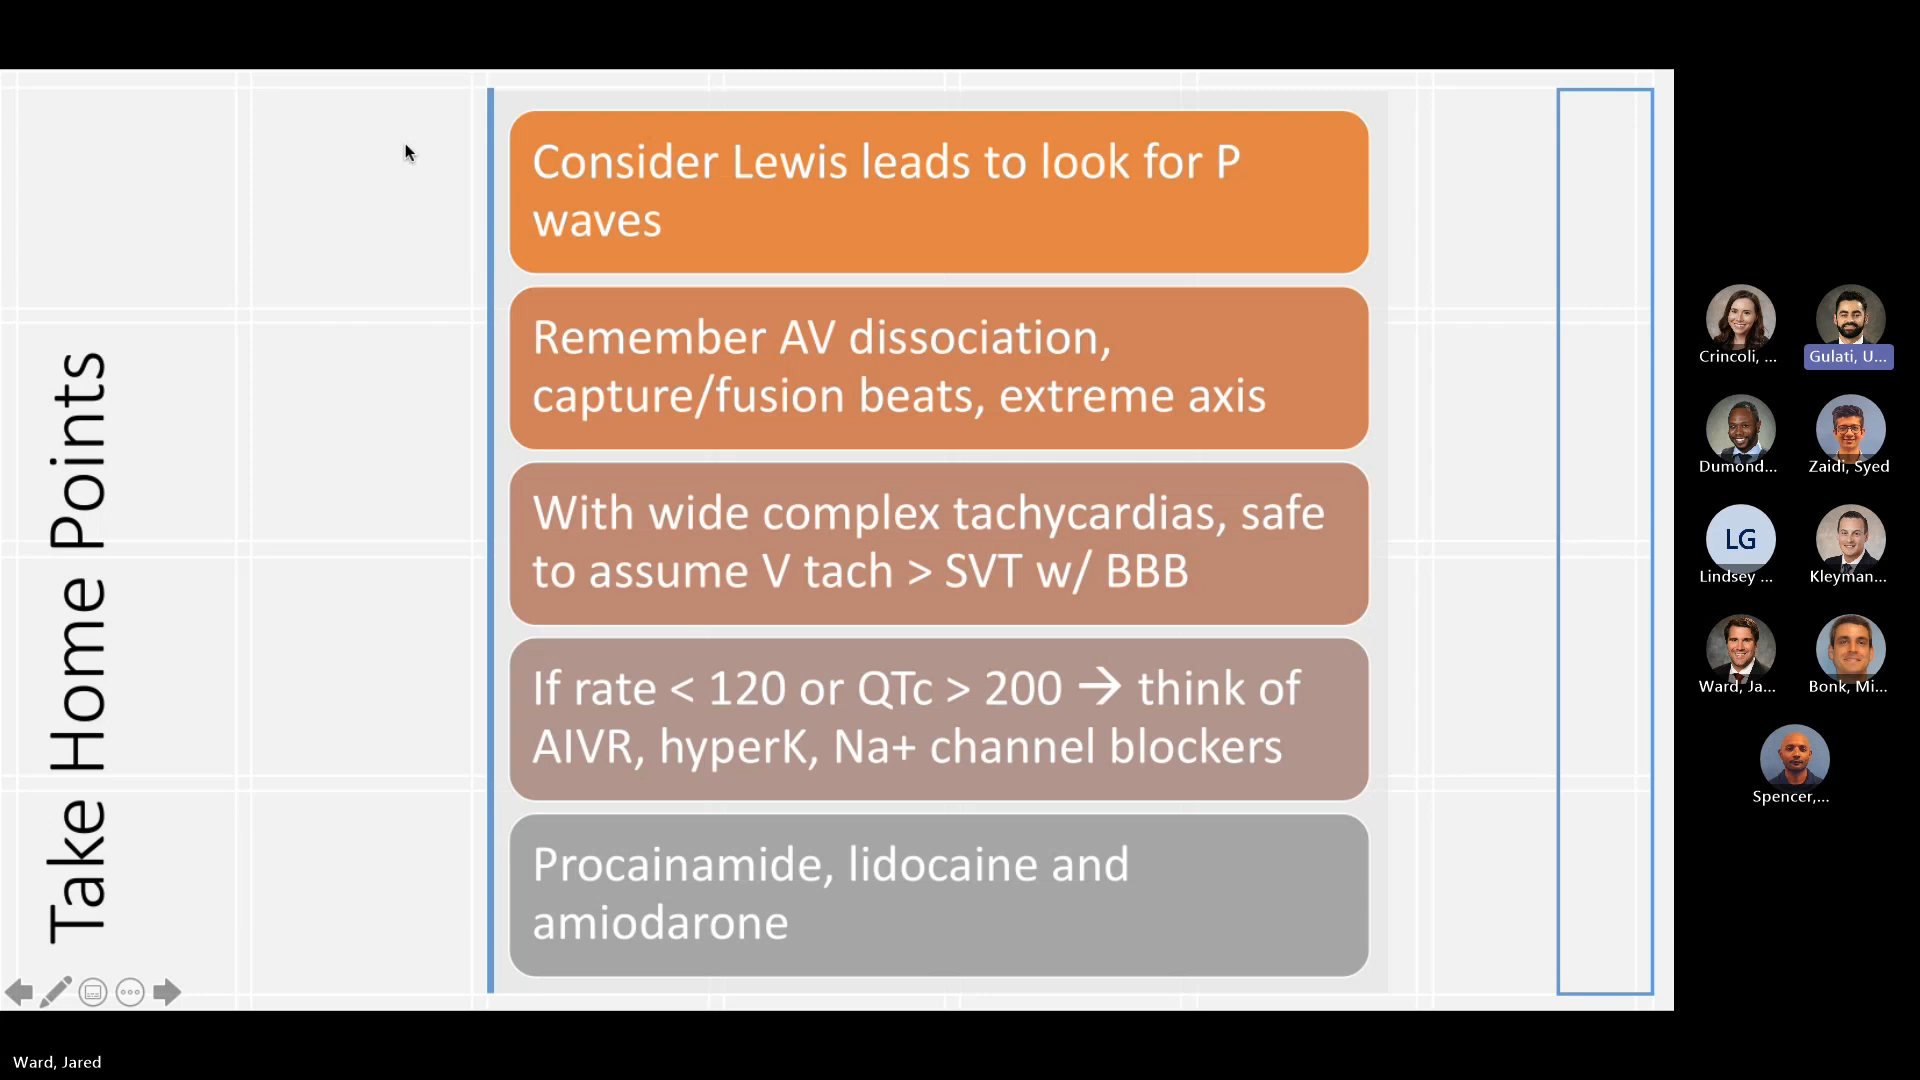 Take Home Points
Consider Lewis leads to look for P
waves
Remember AV dissociation,
capture/fusion beats, extreme axis
With wide complex tachycardias, safe
to assume V tach > SVT w/ BBB
If rate < 120 or QTc > 200 → think of
AIVR, hyperK, Na+ channel blockers
Procainamide, lidocaine and
amiodarone
Crincoli, ...
Gulati, U...
Dumond...
Zaidi, Syed
LG
Lindsey ...
Kleyman...
Ward, Ja...
Bonk, Mi...
Spencer,...
Ward, Jared